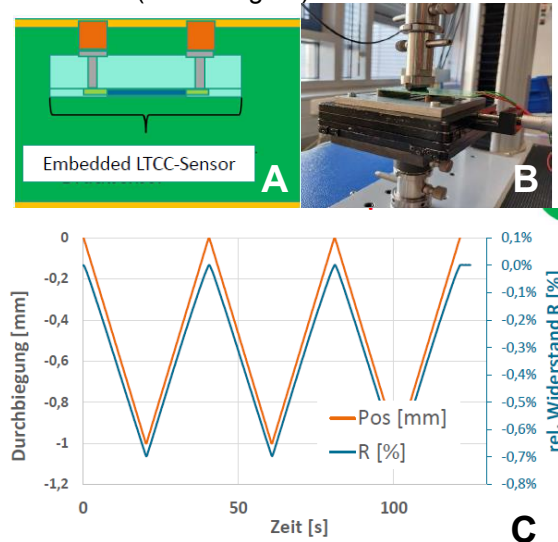 A
Embedded LTCC-Sensor
B
Durchbiegung [mm]
0
-0,2
-0,4
-0,6
-0,8
-1
-1,2
0,1%
0,0%
-0,1%
-0,2%
-0,3%
-0,4%
-0,5%
-0,6%
-0,7%
-0,8%
rel. Widerstand R [%]
Pos [mm]
R [%]
0
50
100
Zeit [s]
C